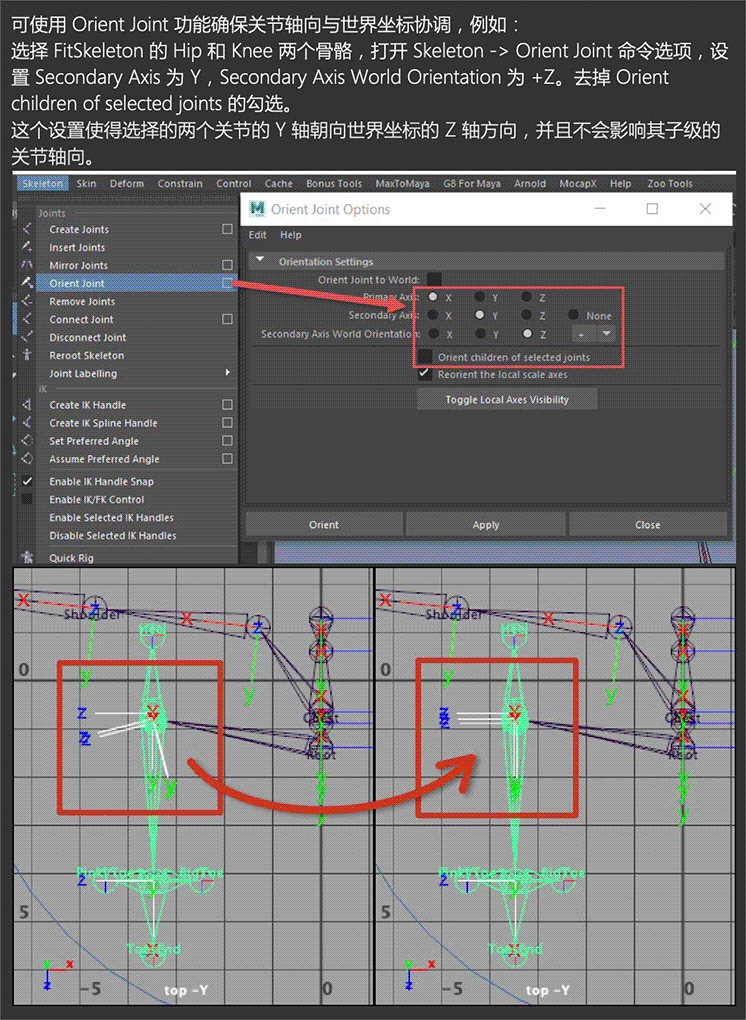 可使用 Orient Joint 功能确保关节轴向与世界坐标协调，例如：
选择 FitSkeleton 的 Hip 和 Knee 两个骨骼，打开 Skeleton -> Orient Joint 命令选项，设
置 Secondary Axis 为 Y，Secondary Axis World Orientation 为 +Z。去掉 Orient
children of selected joints 的勾选。
这个设置使得选择的两个关节的 Y 轴朝向世界坐标的 Z 轴方向，并且不会影响其子级的
关节轴向。
Skeleton Skin Deform Constrain Control Cache Bonus Tools MaxToMaya G8 For Maya Arnold MocapX Help Zoo Tools
Joints
Create Joints
Insert Joints
Mirror Joints
Orient Joint
Remove Joints
Connect Joint
Disconnect Joint
Reroot Skeleton
Joint Labelling
IK
Create IK Handle
Create IK Spline Handle
Set Preferred Angle
Assume Preferred Angle
Enable IK Handle Snap
Enable IK/FK Control
Enable Selected IK Handles
Disable Selected IK Handles
Quick Rig
M Orient Joint Options
Edit Help
Orientation Settings
Orient Joint to World:
Primary Axis: X Y Z
Secondary Axis: X Y Z None
Secondary Axis World Orientation: X Y Z +
Orient children of selected joints
Reorient the local scale axes
Toggle Local Axes Visibility
Orient Apply Close
X Shoulder Z X Z X
y y X
0
Z X
Z y y
Root
y
Z y
5
ToesEnd
y x
z
-5 top -Y 0
X Shoulder Z X Z X
y y X
0
Z X
y
Root
y
Z y
5
ToesEnd
y x
z
-5 top -Y 0